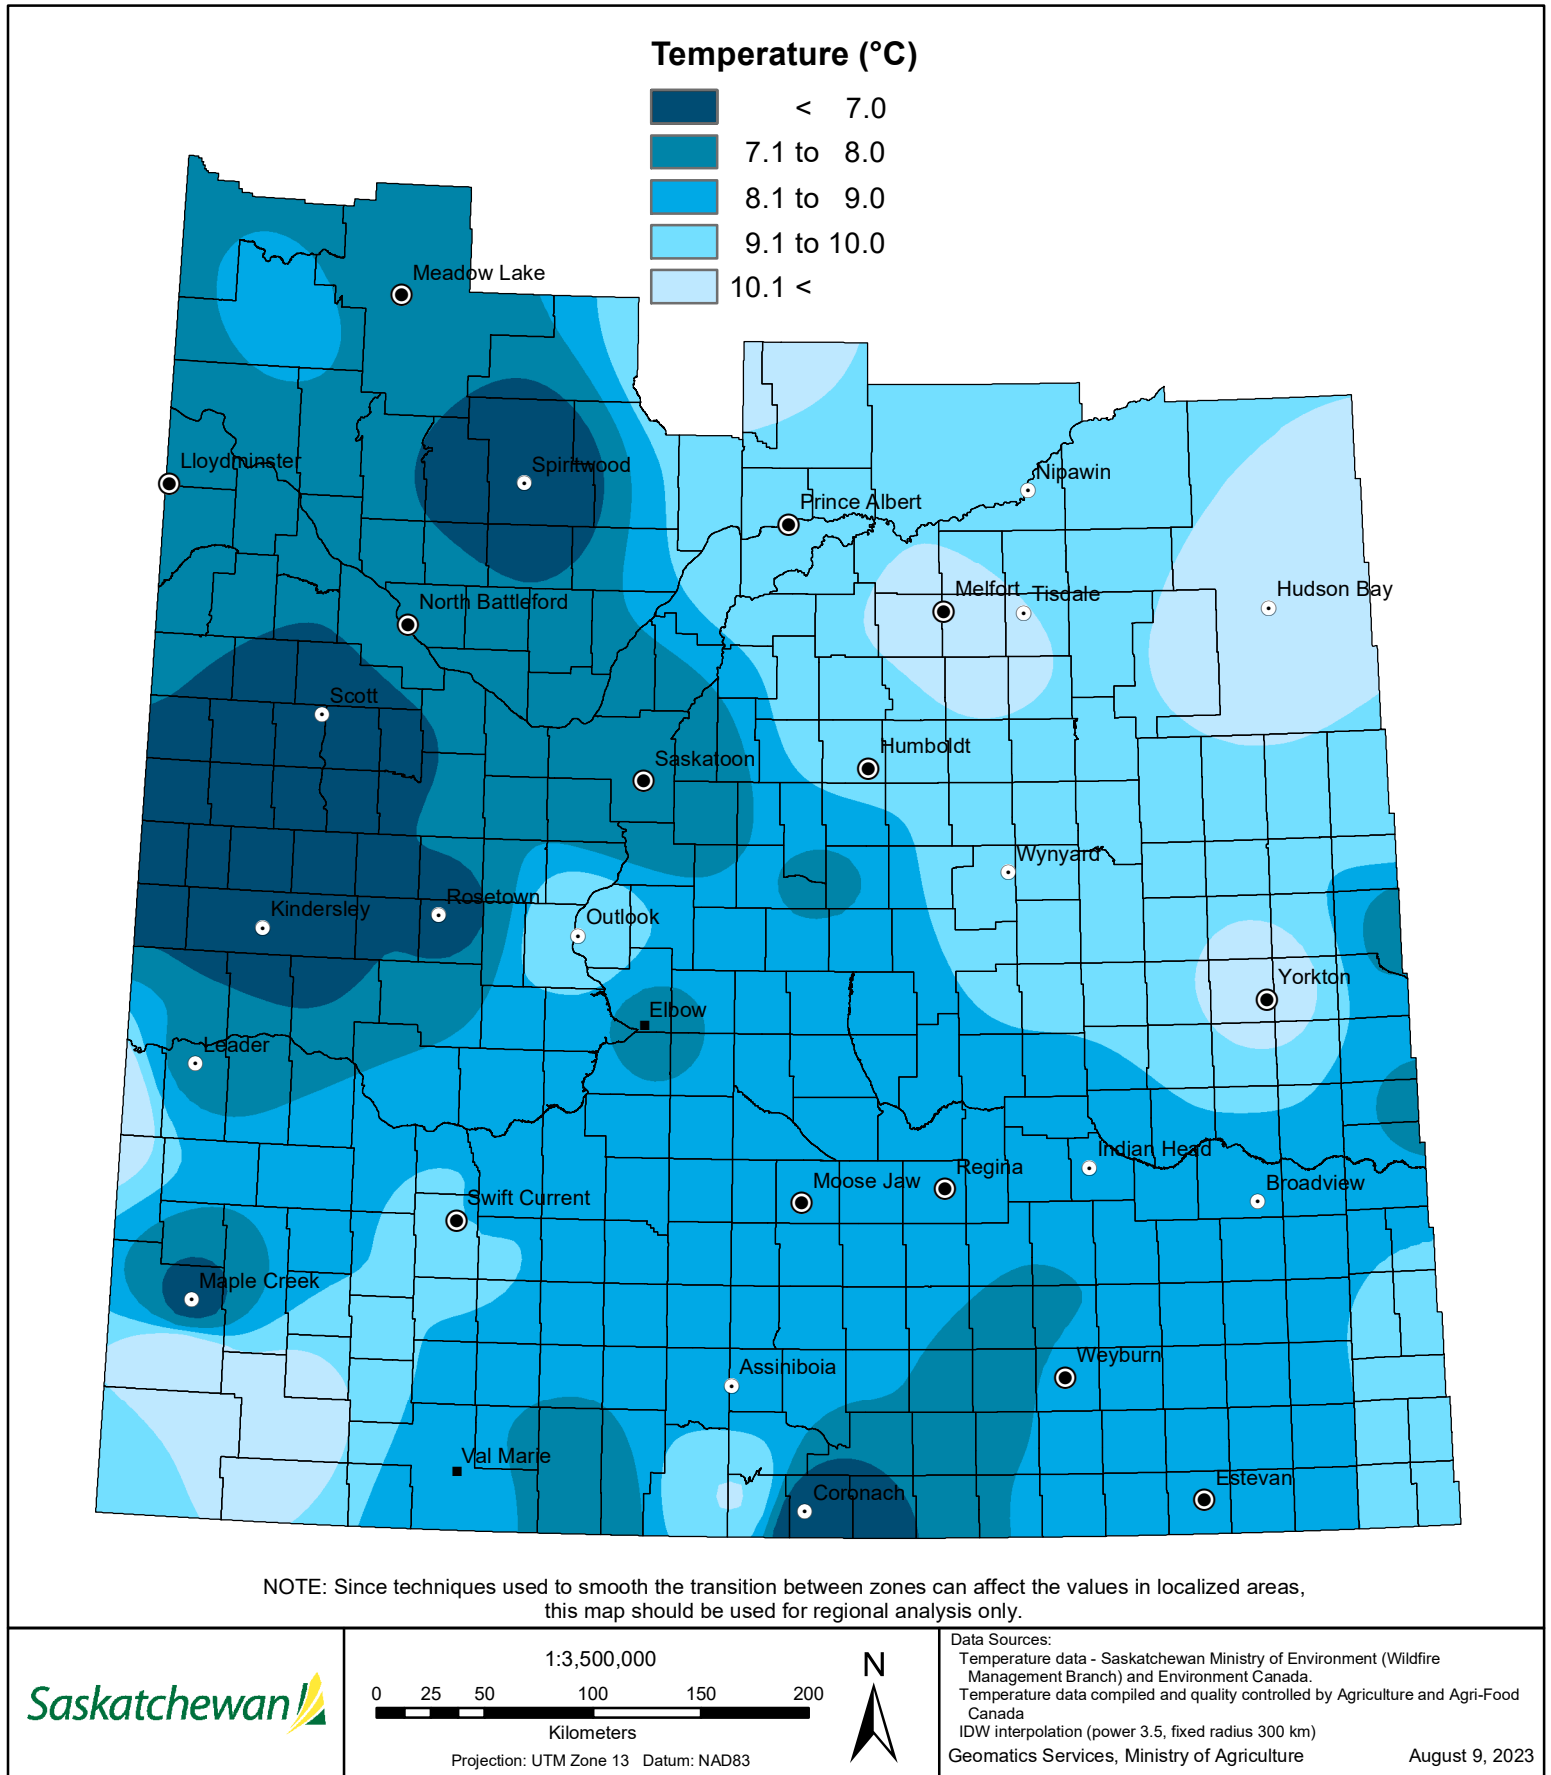 Temperature (°C)
< 7.0
7.1 to 8.0
8.1 to 9.0
9.1 to 10.0
10.1 <
Meadow Lake
Lloydminster
Spiritwood
Nipawin
Prince Albert
Hudson Bay
Melfort
Tisdale
North Battleford
Scott
Saskatoon
Humboldt
Wynyard
Rosetown
Kindersley
Outlook
Yorkton
Elbow
Leader
Indian Head
Regina
Moose Jaw
Broadview
Swift Current
Maple Creek
Weyburn
Assiniboia
Val Marie
Estevan
Coronach
NOTE: Since techniques used to smooth the transition between zones can affect the values in localized areas,
this map should be used for regional analysis only.
Saskatchewan
1:3,500,000
0 25 50 100 150 200
Kilometers
Projection: UTM Zone 13 Datum: NAD83
N
Data Sources:
Temperature data - Saskatchewan Ministry of Environment (Wildfire
Management Branch) and Environment Canada.
Temperature data compiled and quality controlled by Agriculture and Agri-Food
Canada
IDW interpolation (power 3.5, fixed radius 300 km)
Geomatics Services, Ministry of Agriculture August 9, 2023